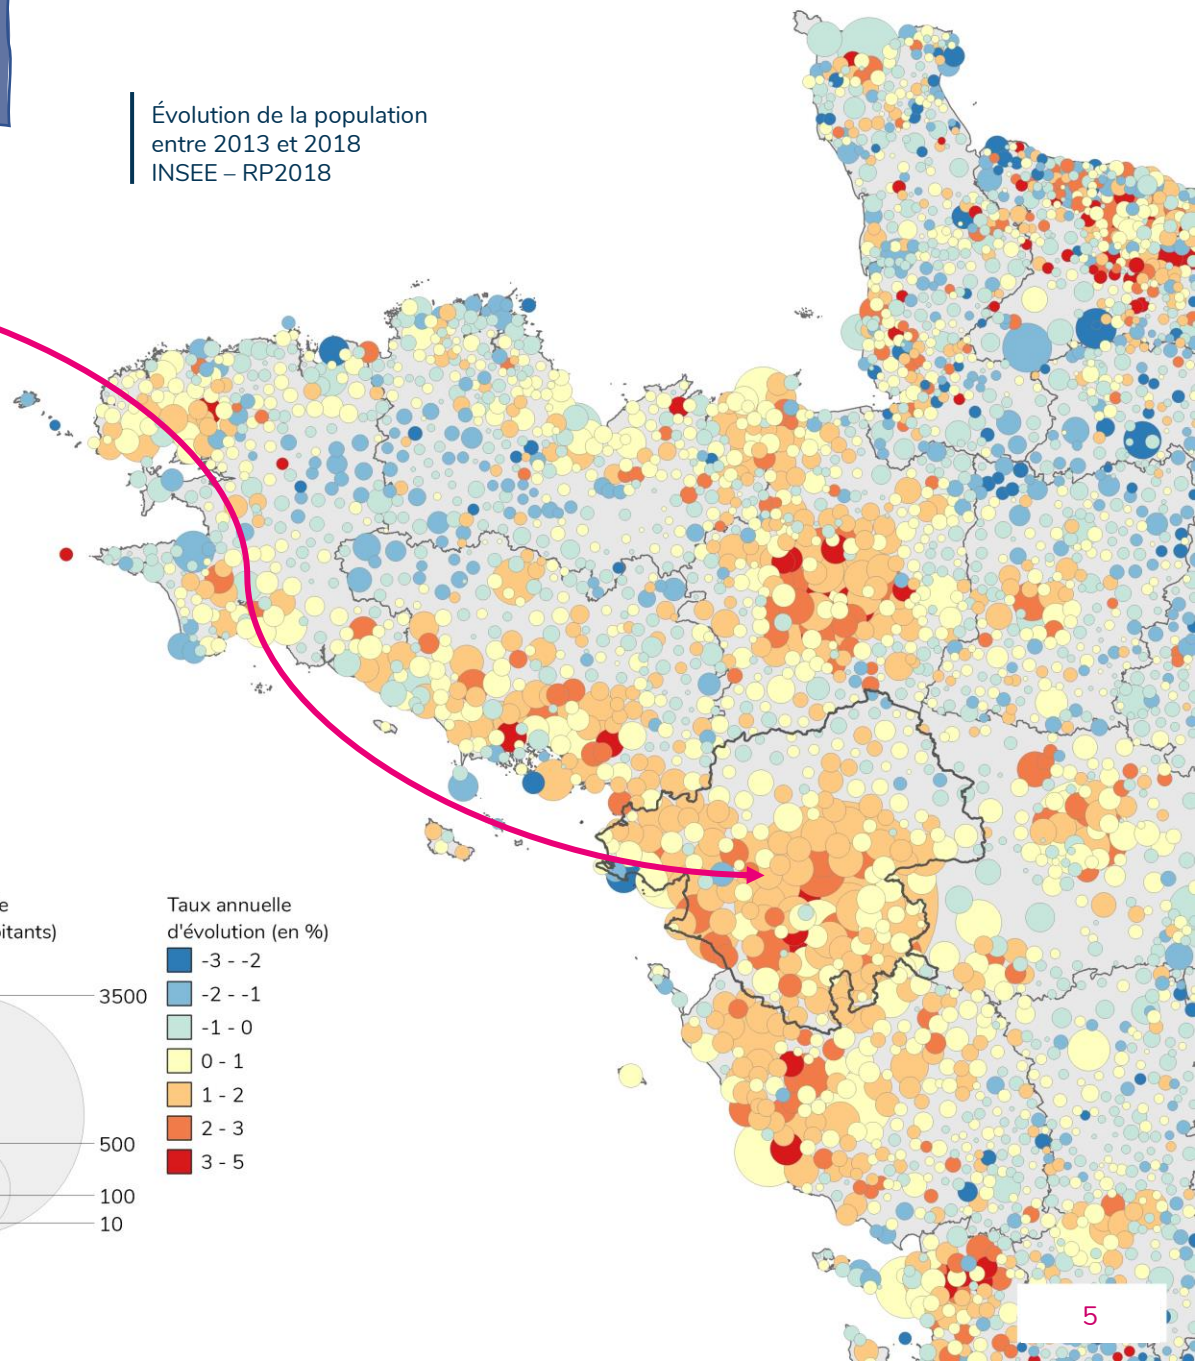 Évolution de la population
entre 2013 et 2018
INSEE – RP2018
Taux annuelle
d'évolution (en %)
-3 - -2
-2 - -1
-1 - 0
0 - 1
1 - 2
2 - 3
3 - 5
3500
500
100
10
5